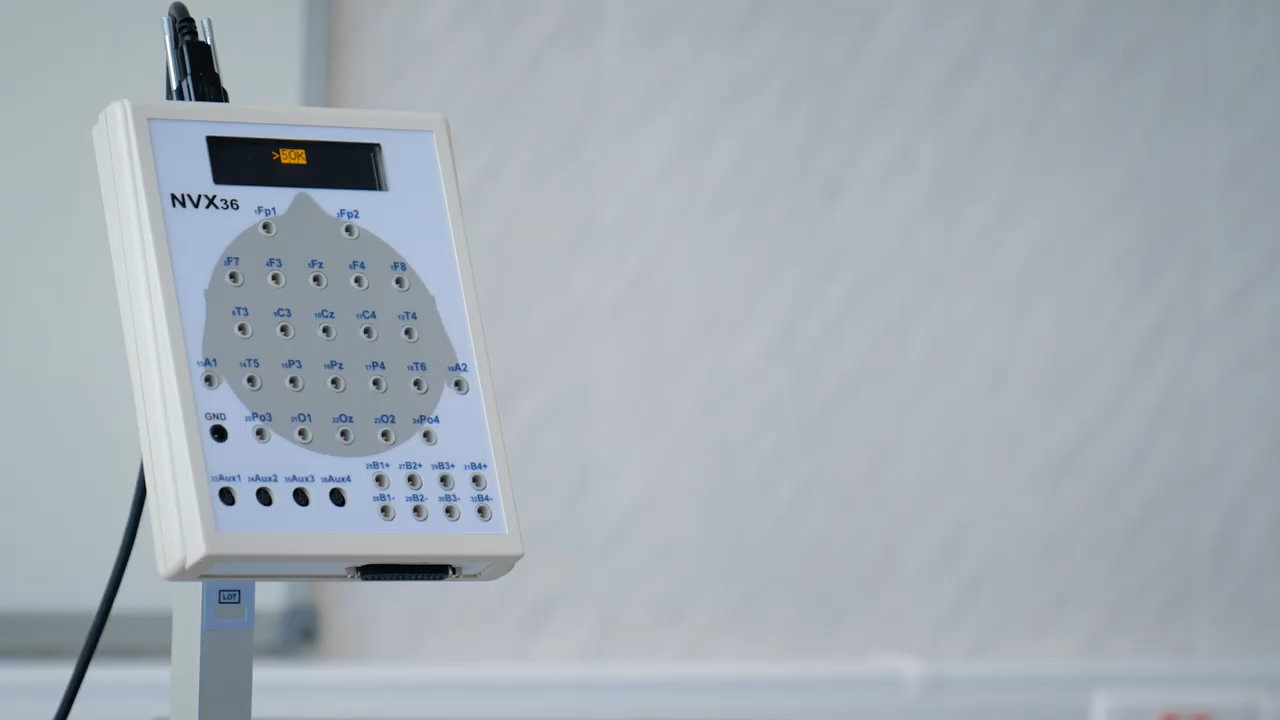 >50K
NVX36
1Fp1 2Fp2
3F7 4F3 5Fz 6F4 7F8
8T3 9C3 10Cz 11C4 12T4
13A1 14T5 15P3 16Pz 17P4 18T6 19A2
GND 20Po3 21O1 22Oz 23O2 24Po4
25B1+ 27B2+ 29B3+ 31B4+
33Aux1 34Aux2 35Aux3 36Aux4
26B1- 28B2- 30B3- 32B4-
LOT